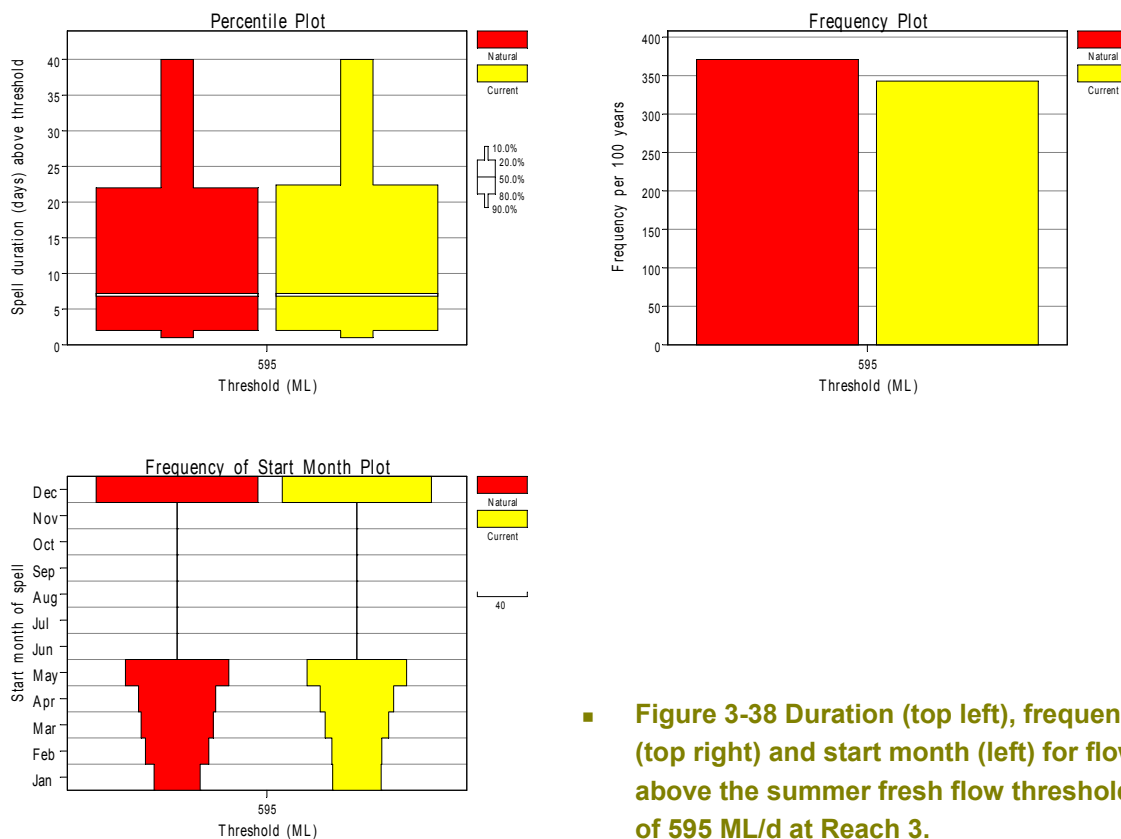 Percentile Plot
Spell duration (days) above threshold
40
35
30
25
20
15
10
5
0
595
Threshold (ML)
Natural
Current
10.0%
20.0%
50.0%
80.0%
90.0%
Frequency Plot
Frequency per 100 years
400
350
300
250
200
150
100
50
0
595
Threshold (ML)
Natural
Current
Frequency of Start Month Plot
Start month of spell
Dec
Nov
Oct
Sep
Aug
Jul
Jun
May
Apr
Mar
Feb
Jan
595
Threshold (ML)
Natural
Current
40
▪ Figure 3-38 Duration (top left), frequen
(top right) and start month (left) for flow
above the summer fresh flow threshold
of 595 ML/d at Reach 3.